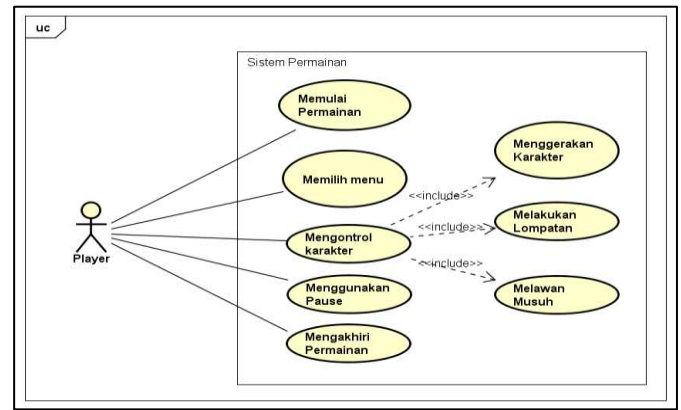 uc
Sistem Permainan
Memulai
Permainan
Memilih menu
Mengontrol
karakter
Menggunakan
Pause
Mengakhiri
Permainan
Player
<<include>>
<<include>>
<<include>>
Menggerakan
Karakter
Melakukan
Lompatan
Melawan
Musuh